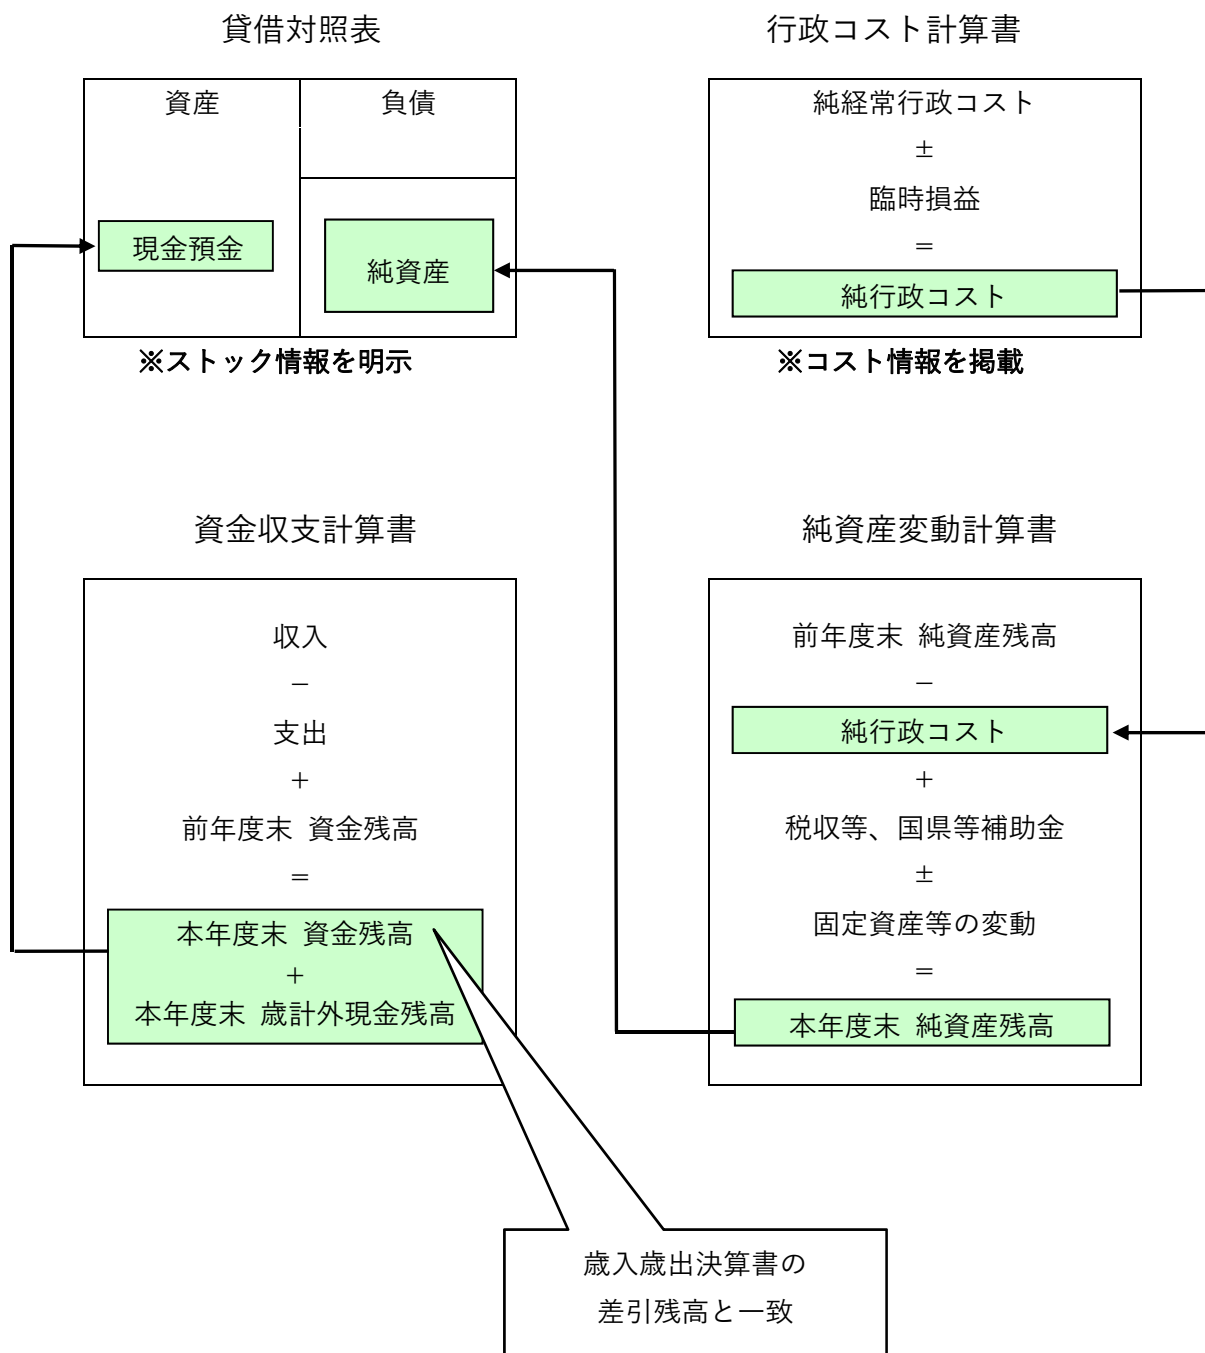 貸借対照表
資産
負債
現金預金
純資産
※ストック情報を明示
行政コスト計算書
純経常行政コスト
±
臨時損益
=
純行政コスト
※コスト情報を掲載
資金収支計算書
収入
−
支出
+
前年度末 資金残高
=
本年度末 資金残高
+
本年度末 歳計外現金残高
純資産変動計算書
前年度末 純資産残高
−
純行政コスト
+
税収等、国県等補助金
±
固定資産等の変動
=
本年度末 純資産残高
歳入歳出決算書の
差引残高と一致